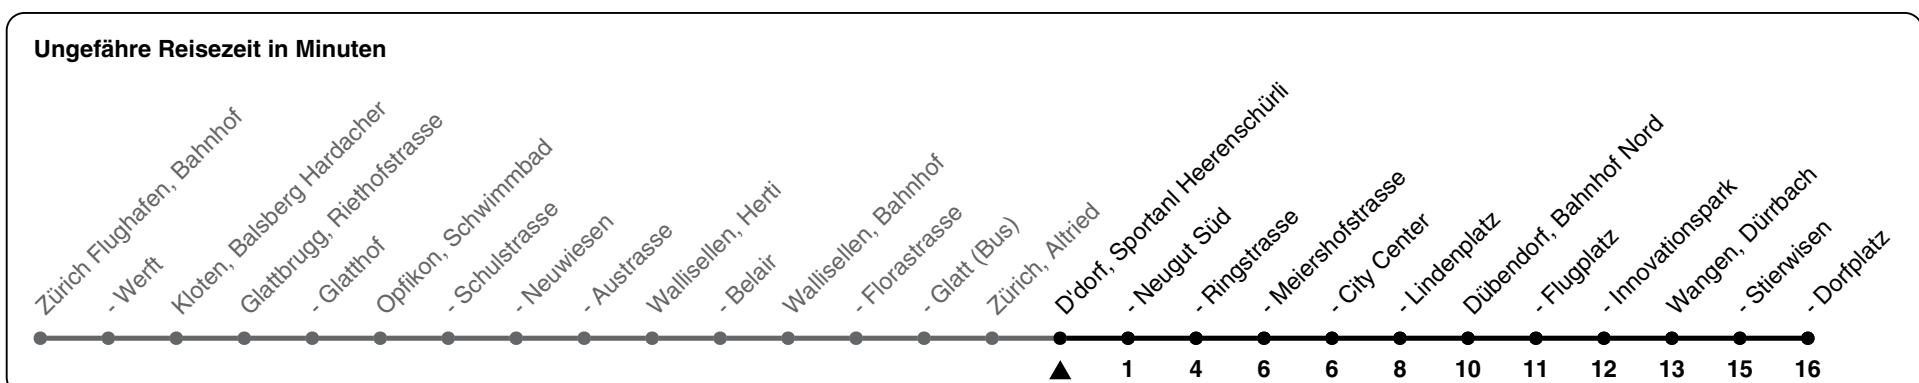 Ungefähre Reisezeit in Minuten
Zürich Flughafen, Bahnhof
- Werft
Kloten, Balsberg Hardacher
Glattbrugg, Riethofstrasse
- Glatthof
Opfikon, Schwimmbad
- Schulstrasse
- Neuwiesen
- Austrasse
Wallisellen, Herti
- Belair
Wallisellen, Bahnhof
- Florastrasse
- Glatt (Bus)
Zürich, Altried
D'dorf, Sportanl Heerenschürli
- Neugut Süd
- Ringstrasse
- Meiershofstrasse
- City Center
- Lindenplatz
Dübendorf, Bahnhof Nord
- Flugplatz
- Innovationspark
Wangen, Dürrbach
- Stierwisen
- Dorfplatz
1 4 6 6 8 10 11 12 13 15 16